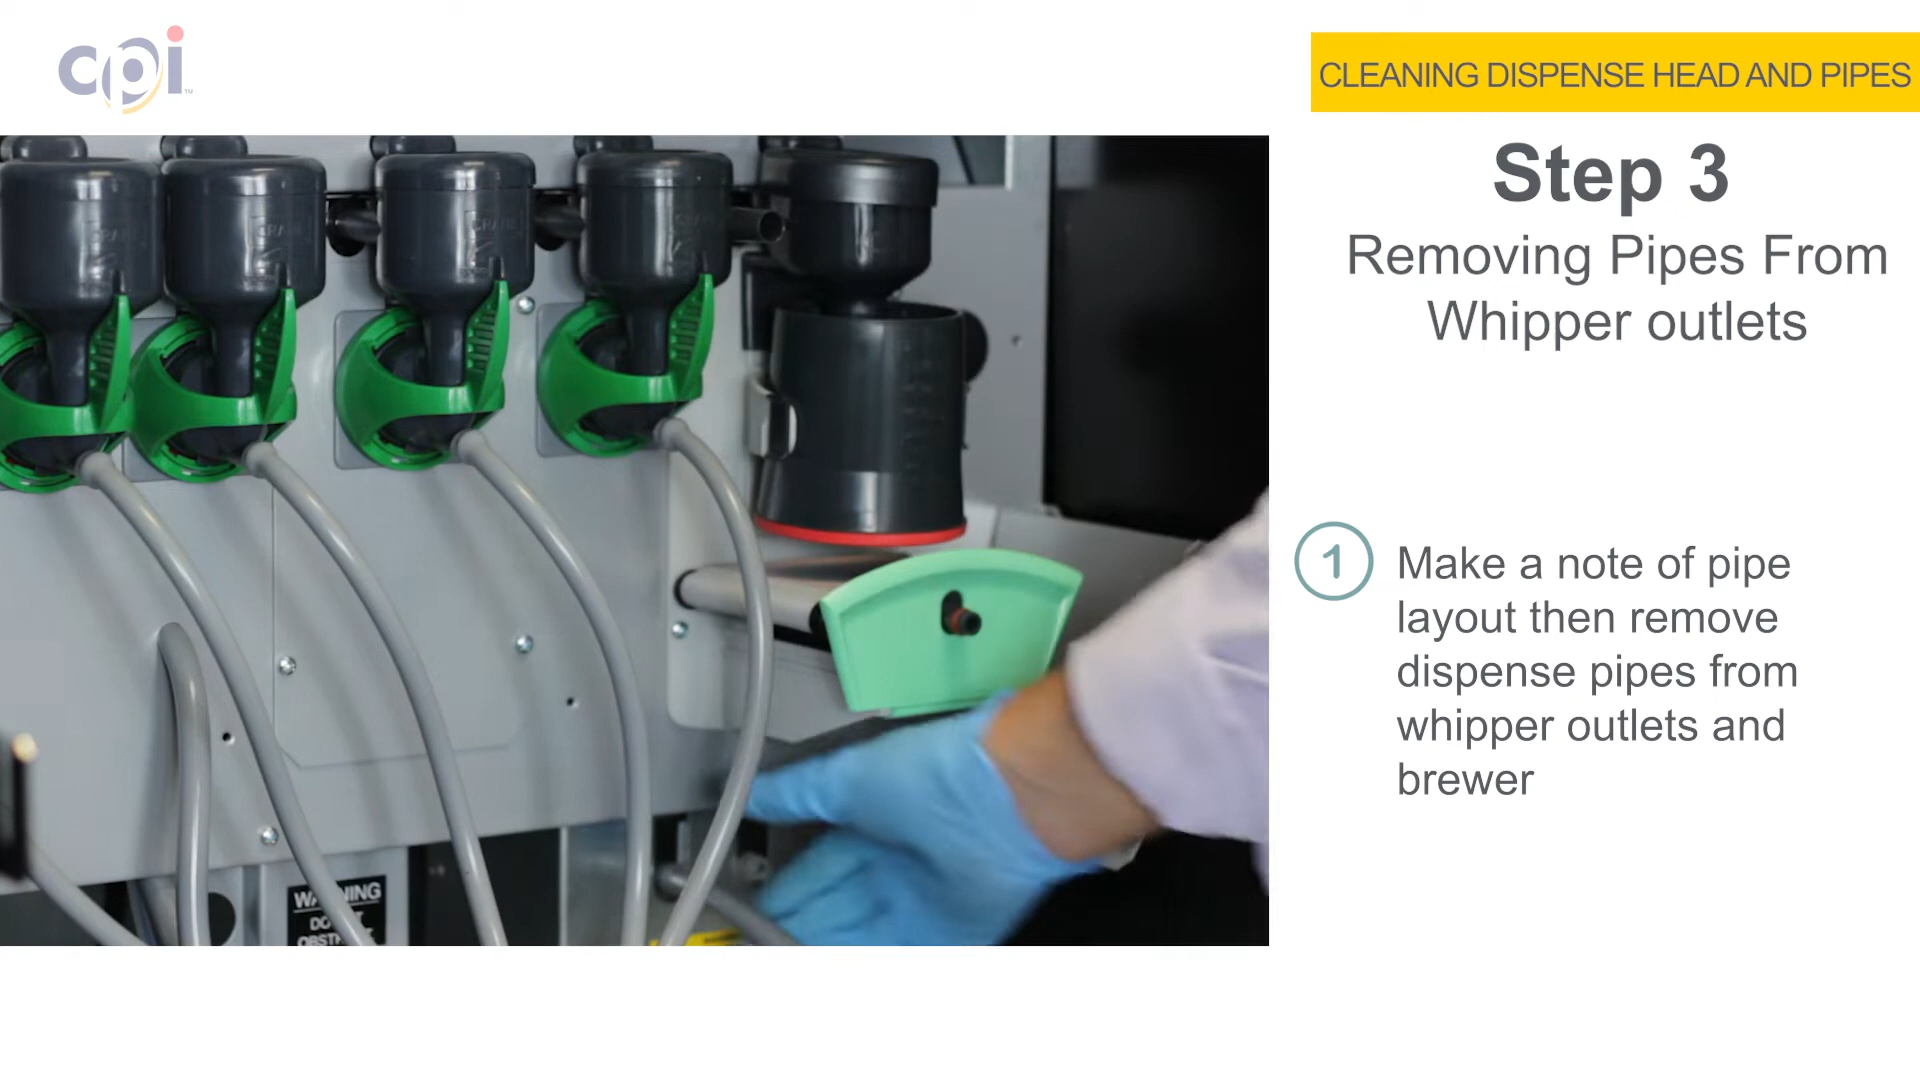 cpi
TM
CLEANING DISPENSE HEAD AND PIPES
Step 3
Removing Pipes From
Whipper outlets
1
Make a note of pipe
layout then remove
dispense pipes from
whipper outlets and
brewer